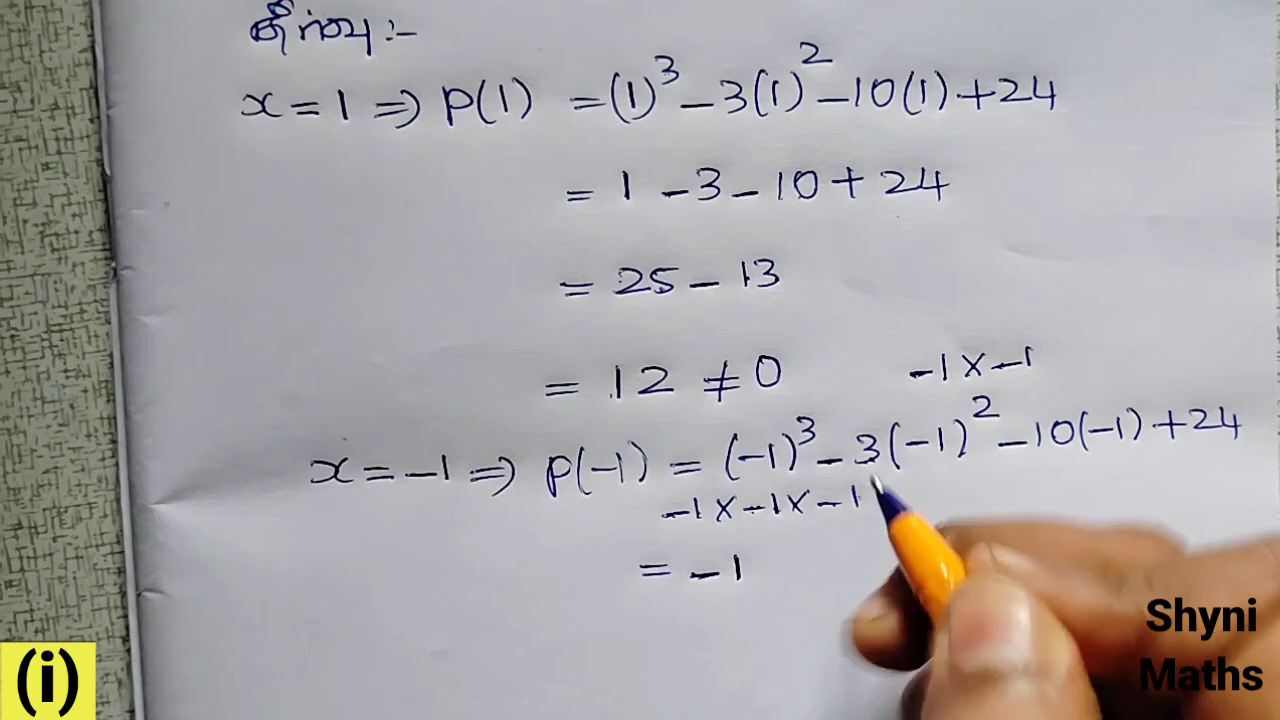 தீர்வு :-
x = 1 ⇒ P(1) = (1)³ - 3(1)² - 10(1) + 24
= 1 - 3 - 10 + 24
= 25 - 13
= 12 ≠ 0
-1 x -1
x = -1 ⇒ P(-1) = (-1)³ - 3(-1)² - 10(-1) + 24
-1 x -1 x -1
= -1
(i)
Shyni
Maths